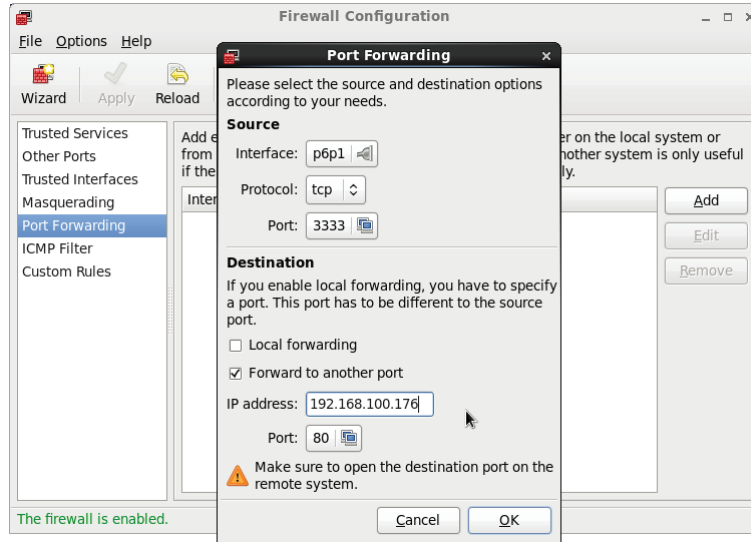 Firewall Configuration
File Options Help
Wizard Apply Reload
Trusted Services
Other Ports
Trusted Interfaces
Masquerading
Port Forwarding
ICMP Filter
Custom Rules
Add
er on the local system or
from
nother system is only useful
if the
ly.
Add
Edit
Remove
The firewall is enabled.
Port Forwarding
Please select the source and destination options
according to your needs.
Source
Interface: p6p1
Protocol: tcp
Port: 3333
Destination
If you enable local forwarding, you have to specify
a port. This port has to be different to the source
port.
Local forwarding
Forward to another port
IP address: 192.168.100.176
Port: 80
Make sure to open the destination port on the
remote system.
Cancel OK